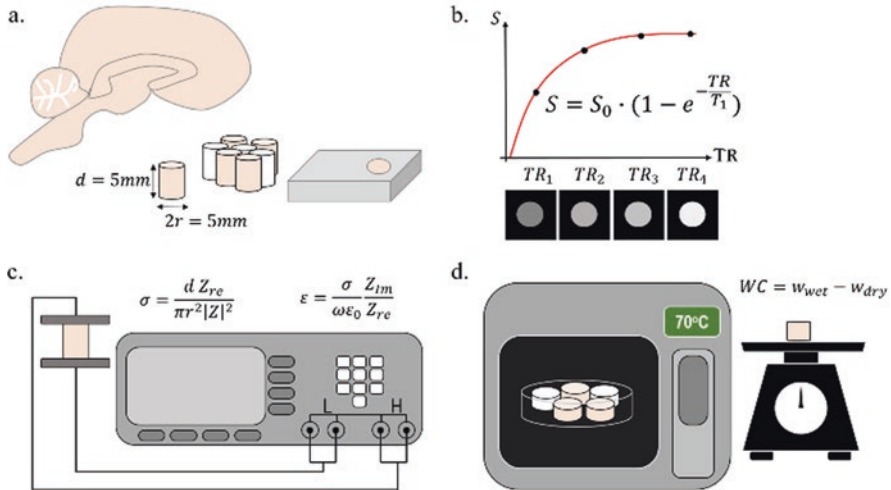 a.
d = 5mm
2r = 5mm
b.
S
S = S₀ · (1 − e^(−TR/T₁))
TR
TR₁ TR₂ TR₃ TR₄
c.
σ = d Z_re / πr²|Z|²
ε = σ / ωε₀ Z_Im / Z_re
L H
d.
70°C
WC = w_wet − w_dry